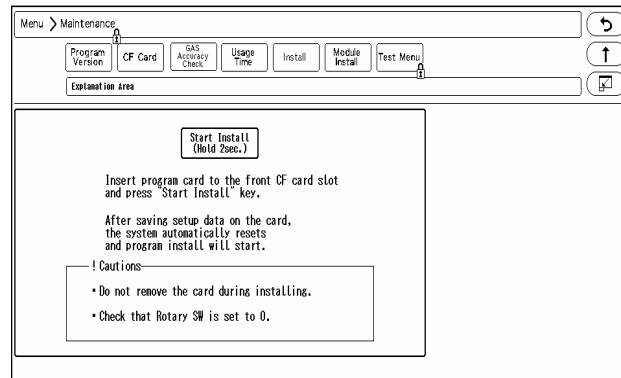 Menu > Maintenance
Program Version
CF Card
GAS Accuracy Check
Usage Time
Install
Module Install
Test Menu
Explanation Area
Start Install
(Hold 2sec.)
Insert program card to the front CF card slot
and press "Start Install" key.
After saving setup data on the card,
the system automatically resets
and program install will start.
! Cautions
▪Do not remove the card during installing.
▪Check that Rotary SW is set to 0.